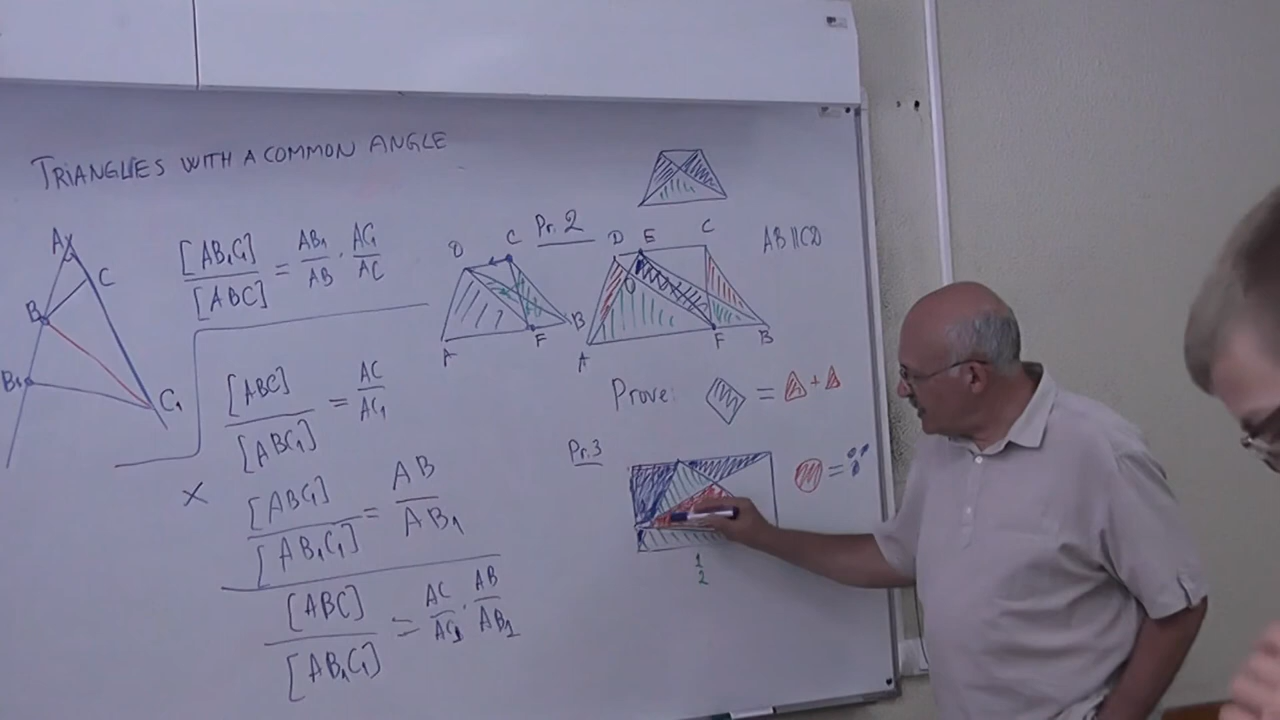 TRIANGLES WITH A COMMON ANGLE
A
C
B
B₁
C₁
[AB₁C₁] / [ABC] = AB₁/AB · AC₁/AC
[ABC] / [ABC₁] = AC/AC₁
× [ABC₁] / [AB₁C₁] = AB/AB₁
[ABC] / [AB₁C₁] = AC/AC₁ · AB/AB₁
Pr. 2
D C
A F B
D E C
O
A F B
AB || CD
Prove: = +
Pr. 3
=
1
2